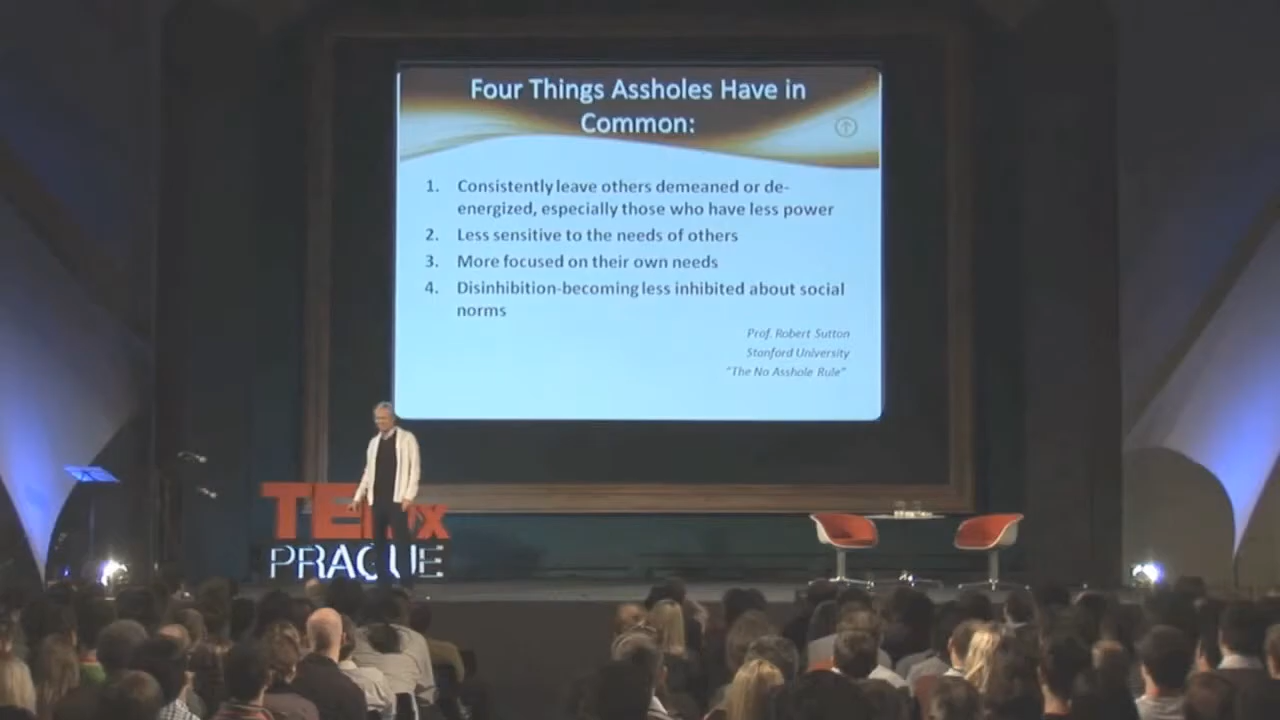 Four Things Assholes Have in
Common:
1. Consistently leave others demeaned or de-
energized, especially those who have less power
2. Less sensitive to the needs of others
3. More focused on their own needs
4. Disinhibition-becoming less inhibited about social
norms
Prof. Robert Sutton
Stanford University
"The No Asshole Rule"
TEDx
PRAGUE